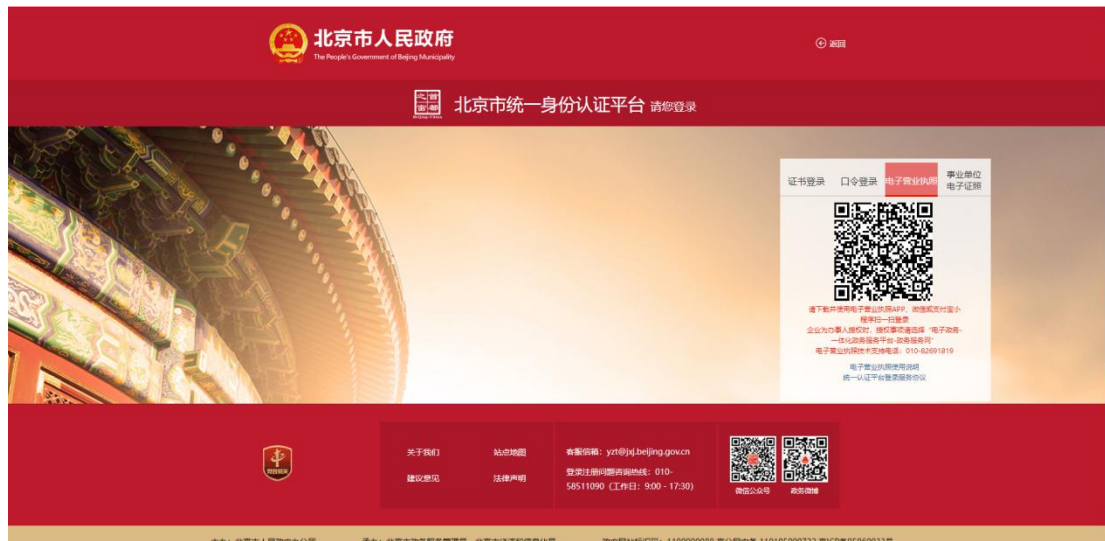 北京市人民政府
The People's Government of Beijing Municipality
返回
首都之窗
Beijing-China
北京市统一身份认证平台 请您登录
证书登录 口令登录 电子营业执照 事业单位电子证照
请下载并使用电子营业执照APP、微信或支付宝小
程序扫一扫登录
企业为办事人授权时，授权事项请选择“电子政务-
一体化政务服务平台-政务服务网”
电子营业执照技术支持电话：010-82691819
电子营业执照使用说明
统一认证平台登录服务协议
关于我们 站点地图
建议意见 法律声明
客服信箱：yzt@jxj.beijing.gov.cn
登录注册问题咨询热线：010-
58511090（工作日：9:00 - 17:30）
微信公众号 政务微博
党政机关